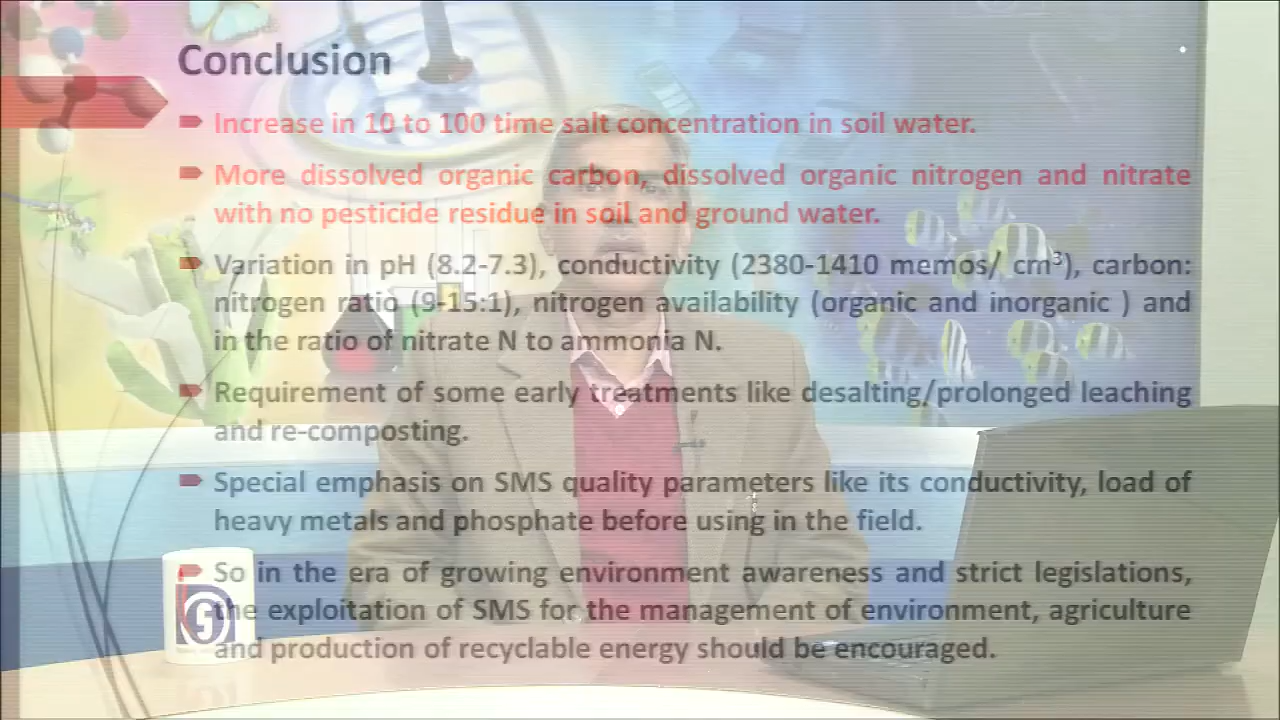 Conclusion
Increase in 10 to 100 time salt concentration in soil water.
More dissolved organic carbon, dissolved organic nitrogen and nitrate
with no pesticide residue in soil and ground water.
Variation in pH (8.2-7.3), conductivity (2380-1410 memos/ cm³), carbon:
nitrogen ratio (9-15:1), nitrogen availability (organic and inorganic ) and
in the ratio of nitrate N to ammonia N.
Requirement of some early treatments like desalting/prolonged leaching
and re-composting.
Special emphasis on SMS quality parameters like its conductivity, load of
heavy metals and phosphate before using in the field.
So in the era of growing environment awareness and strict legislations,
the exploitation of SMS for the management of environment, agriculture
and production of recyclable energy should be encouraged.